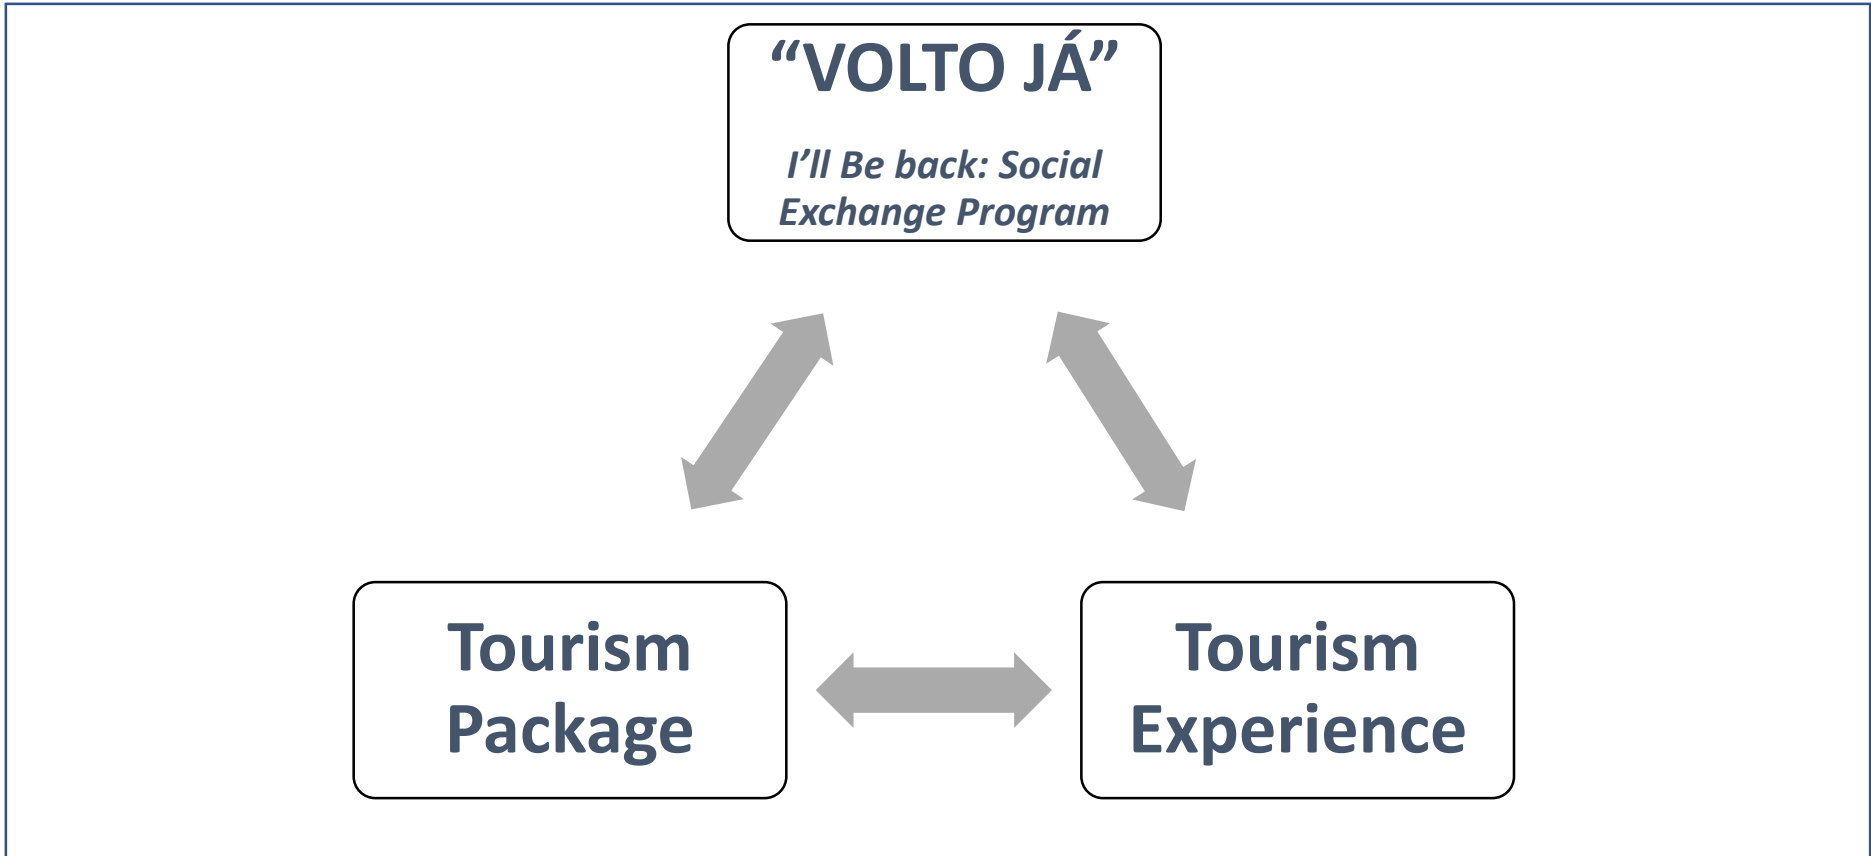 “VOLTO JÁ”
I’ll Be back: Social
Exchange Program
Tourism
Package
Tourism
Experience